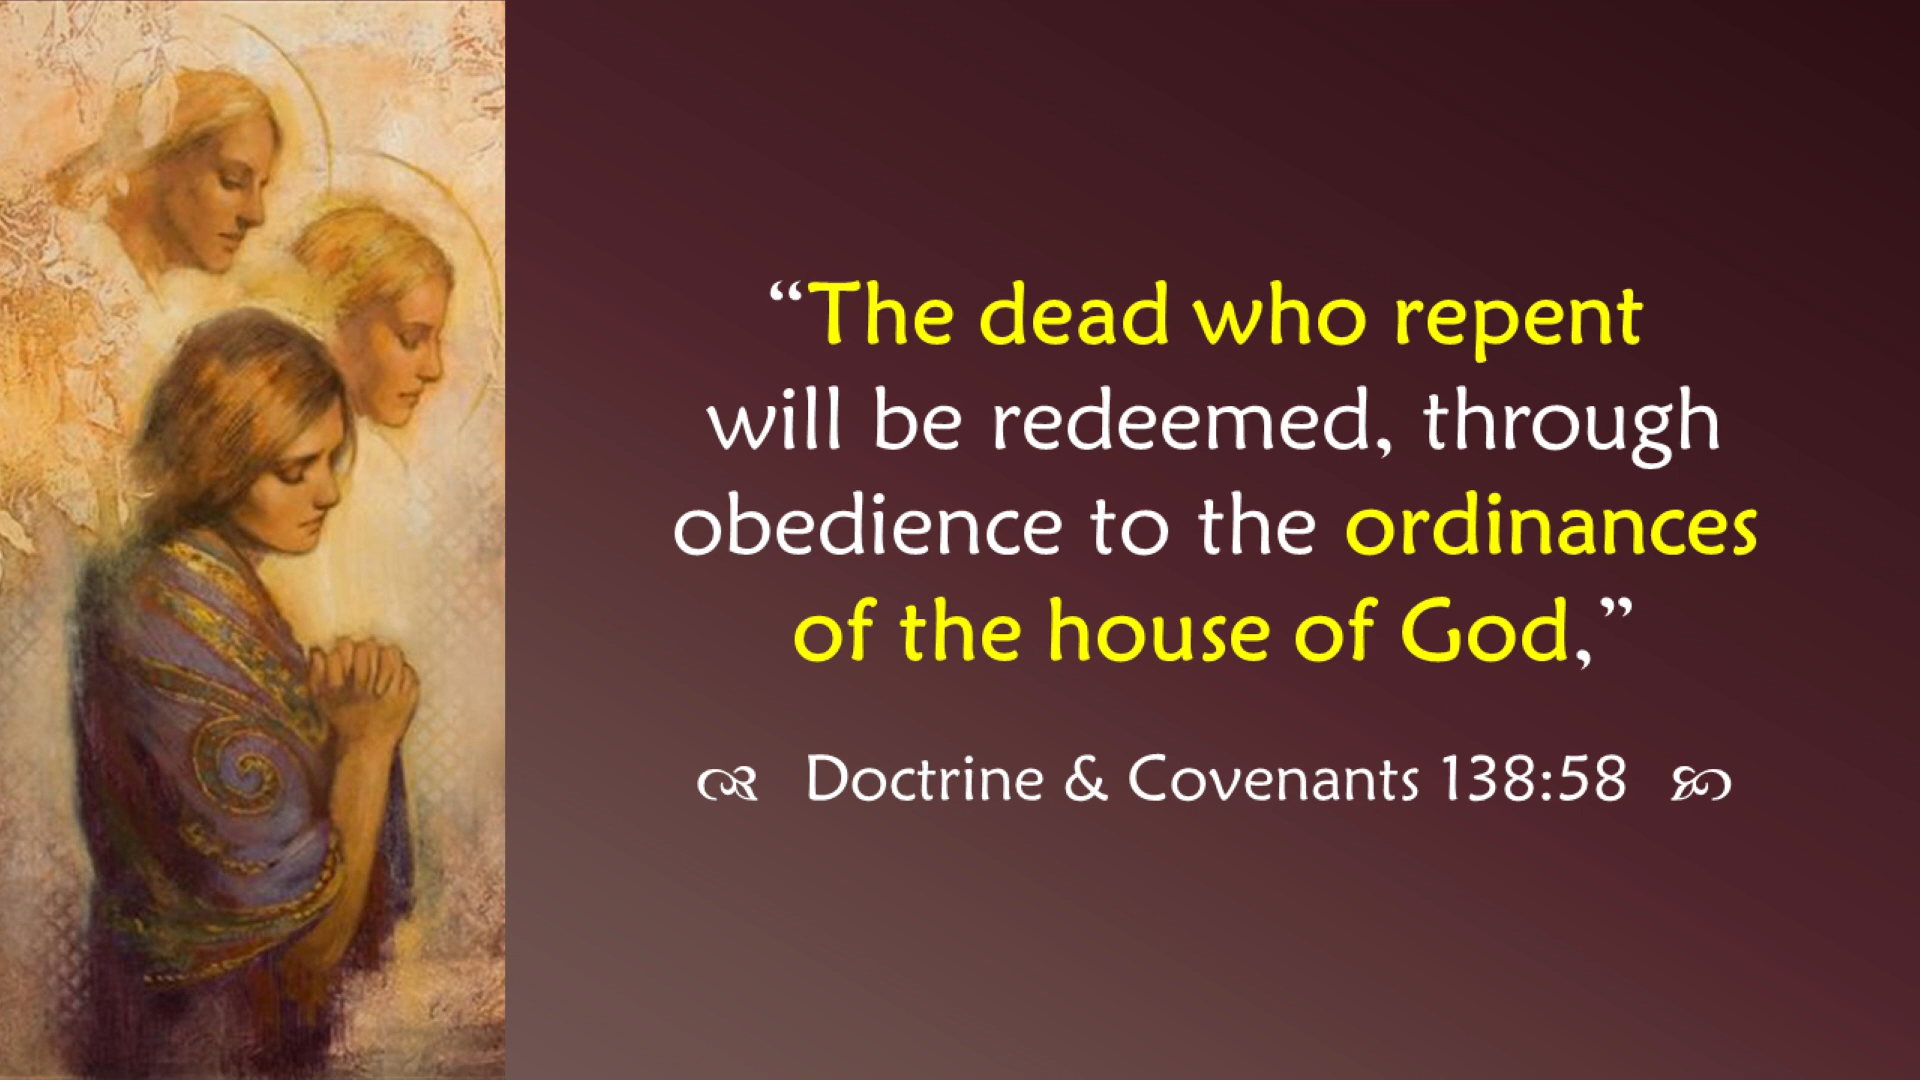 “The dead who repent
will be redeemed, through
obedience to the ordinances
of the house of God,”
Doctrine & Covenants 138:58